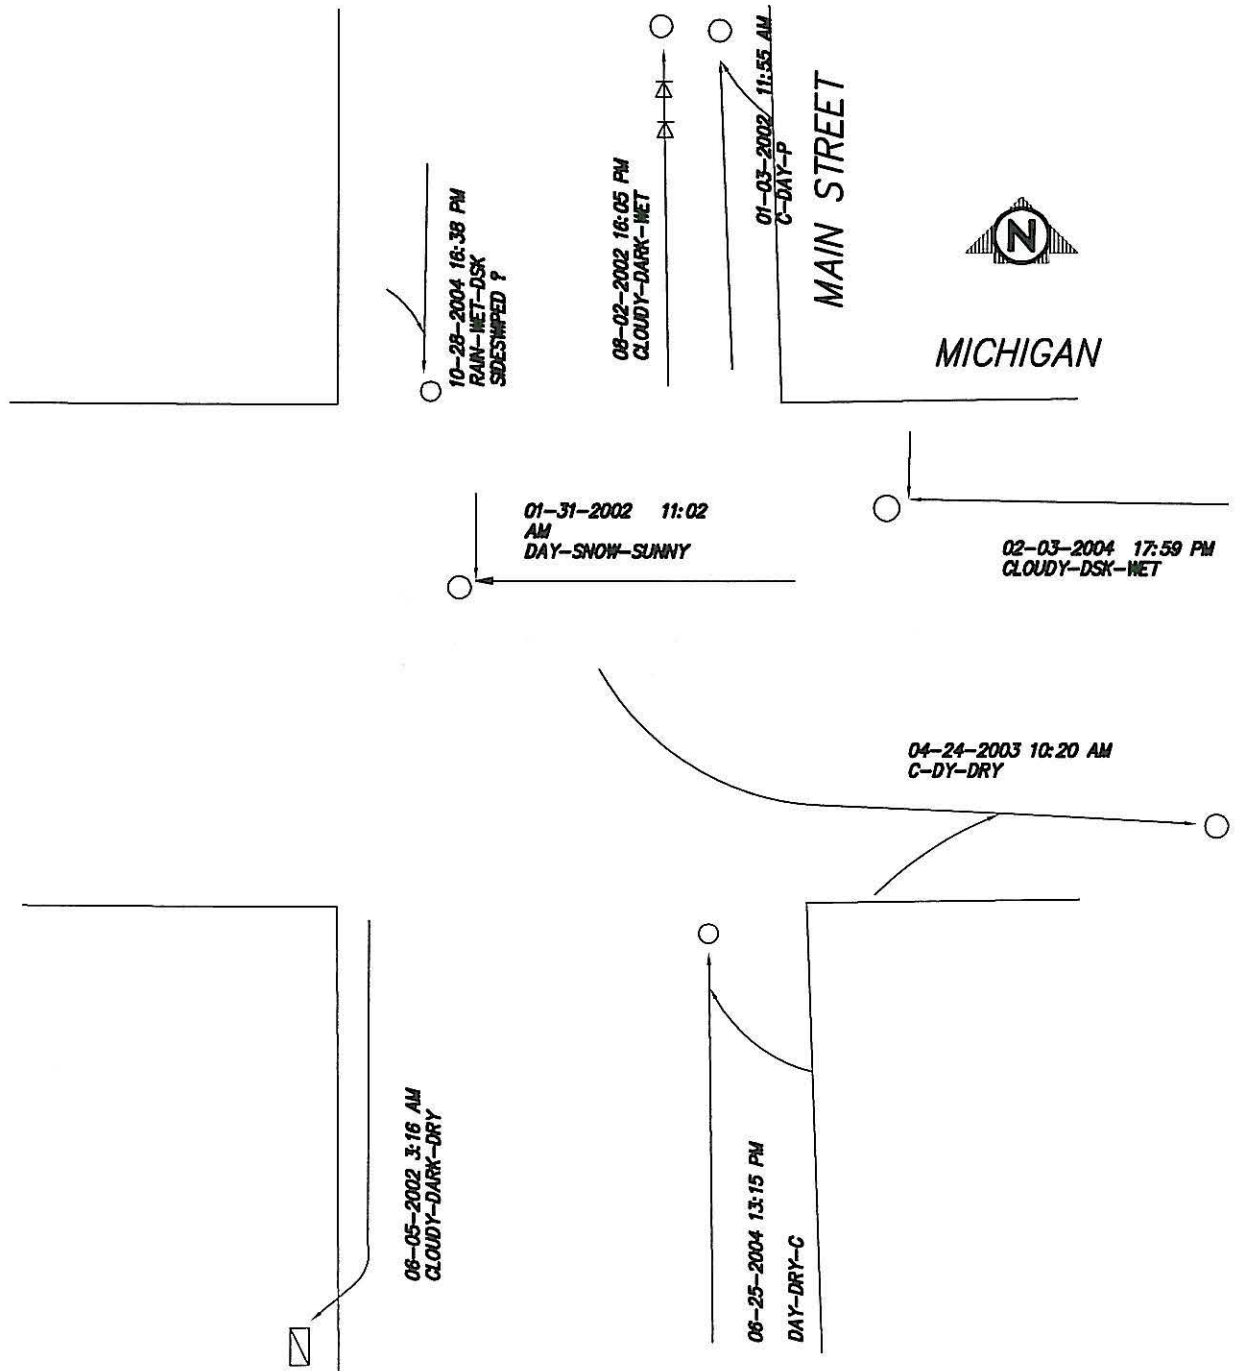 01-03-2002 11:55 AM
C-DAY-P
MAIN STREET
N
MICHIGAN
08-02-2002 16:05 PM
CLOUDY-DARK-WET
10-28-2004 16:38 PM
RAIN-WET-DSK
SIDESWIPED ?
01-31-2002 11:02
AM
DAY-SNOW-SUNNY
02-03-2004 17:59 PM
CLOUDY-DSK-WET
04-24-2003 10:20 AM
C-DY-DRY
06-05-2002 3:16 AM
CLOUDY-DARK-DRY
06-25-2004 13:15 PM
DAY-DRY-C